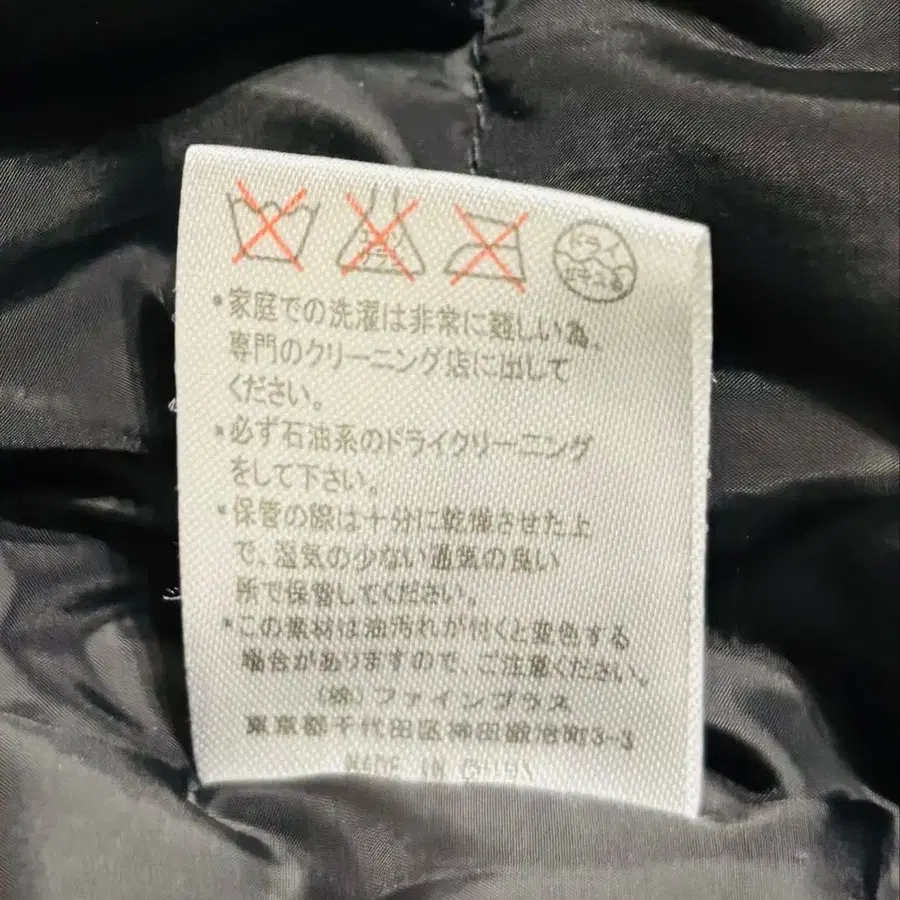 ドライ
セキユ系
・家庭での洗濯は非常に難しい為、
専門のクリーニング店に出して
ください。
・必ず石油系のドライクリーニング
をして下さい。
・保管の際は十分に乾燥させた上
で、湿気の少ない通気の良い
所で保管してください。
・この素材は油汚れが付くと変色する
場合がありますので、ご注意ください。
(株)ファインプラス
東京都千代田区神田鍛冶町3-3
MADE IN CHINA